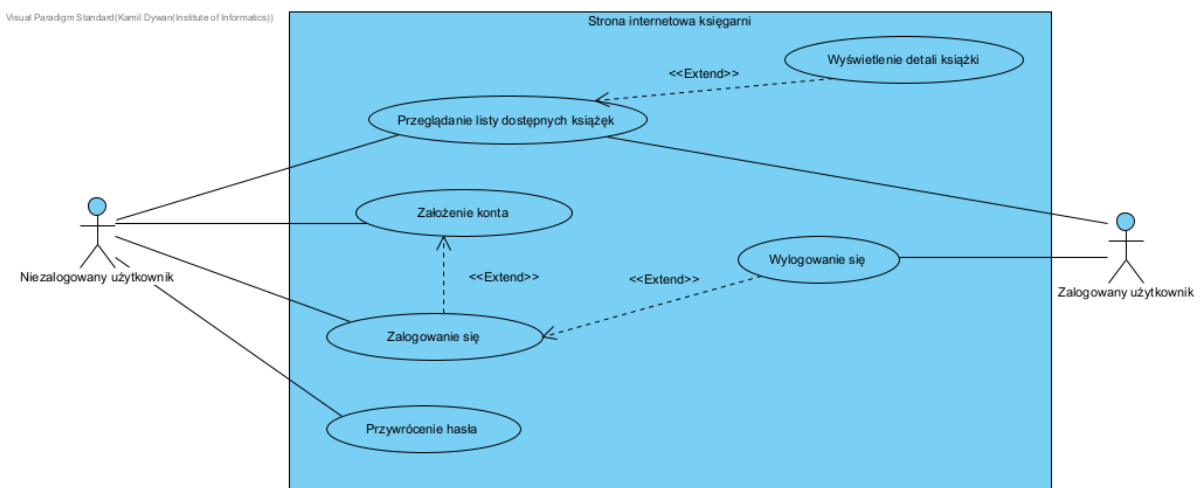 Visual Paradigm Standard(Kamil Dywan(Institute of Informatics))
Strona internetowa księgarni
Wyświetlenie detali książki
<<Extend>>
Przeglądanie listy dostępnych książęk
Założenie konta
Niezalogowany użytkownik
<<Extend>>
<<Extend>>
Wylogowanie się
Zalogowany użytkownik
Zalogowanie się
Przywrócenie hasła